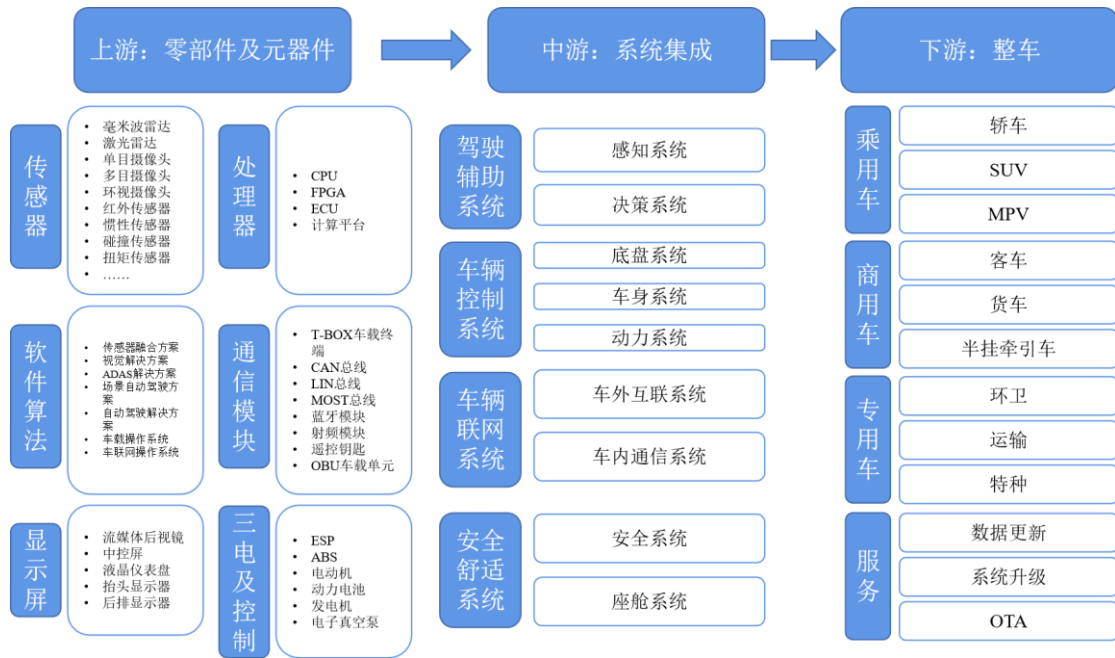 上游：零部件及元器件
中游：系统集成
下游：整车
传感器
• 毫米波雷达
• 激光雷达
• 单目摄像头
• 多目摄像头
• 环视摄像头
• 红外传感器
• 惯性传感器
• 碰撞传感器
• 扭矩传感器
• ……
处理器
• CPU
• FPGA
• ECU
• 计算平台
软件算法
• 传感器融合方案
• 视觉解决方案
• ADAS解决方案
• 场景自动驾驶方
案
• 自动驾驶解决方
案
• 车载操作系统
• 车联网操作系统
通信模块
• T-BOX车载终
端
• CAN总线
• LIN总线
• MOST总线
• 蓝牙模块
• 射频模块
• 遥控钥匙
• OBU车载单元
显示屏
• 流媒体后视镜
• 中控屏
• 液晶仪表盘
• 抬头显示器
• 后排显示器
三电及控制
• ESP
• ABS
• 电动机
• 动力电池
• 发电机
• 电子真空泵
驾驶
辅助
系统
感知系统
决策系统
车辆
控制
系统
底盘系统
车身系统
动力系统
车辆
联网
系统
车外互联系统
车内通信系统
安全
舒适
系统
安全系统
座舱系统
乘用车
轿车
SUV
MPV
商用车
客车
货车
半挂牵引车
专用车
环卫
运输
特种
服务
数据更新
系统升级
OTA